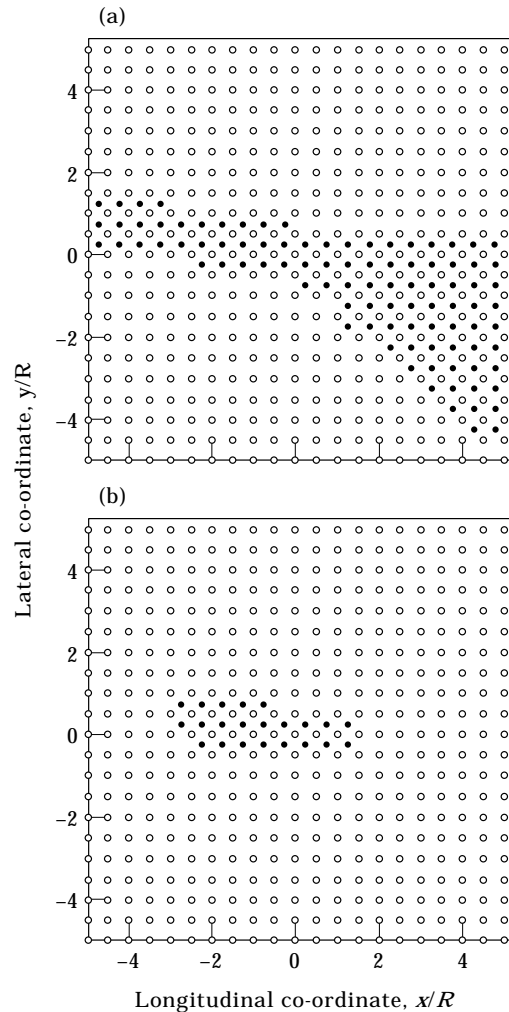 (a)
4
2
0
–2
–4
(b)
4
2
0
–2
–4
–4 –2 0 2 4
Lateral co-ordinate, y/R
Longitudinal co-ordinate, x/R